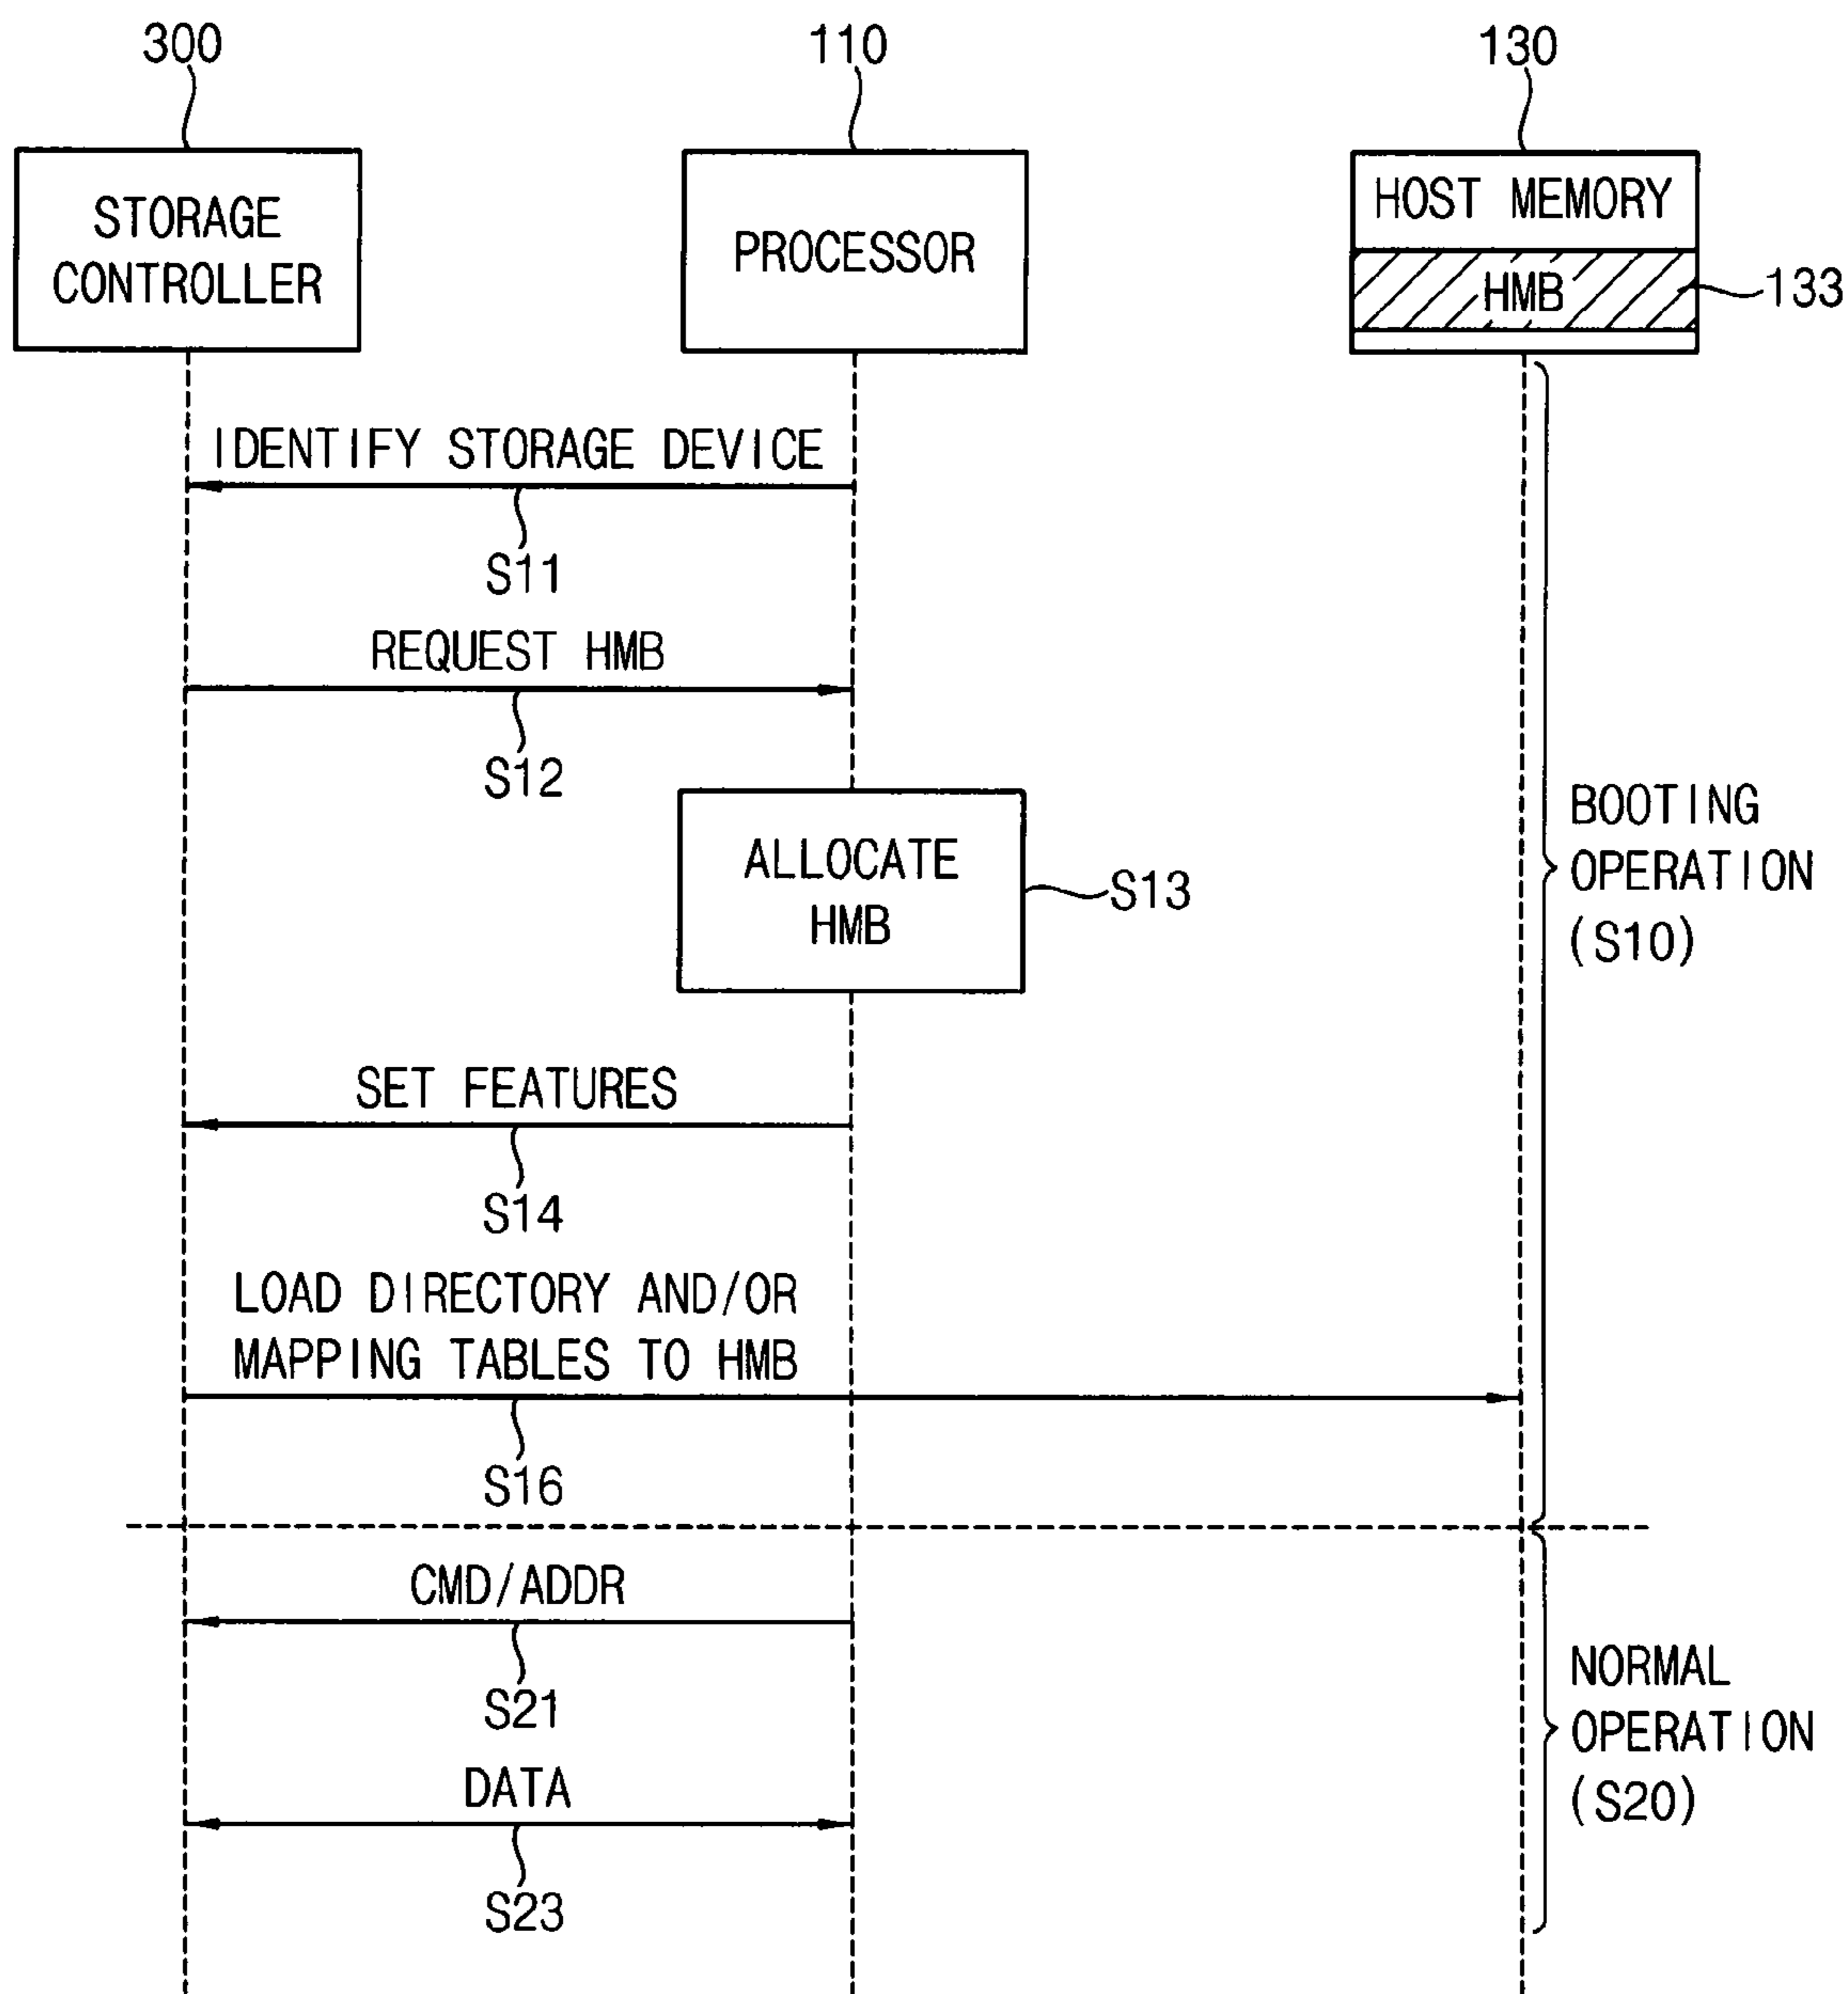 300
110
130
STORAGE
CONTROLLER
PROCESSOR
HOST MEMORY
HMB
133
IDENTIFY STORAGE DEVICE
S11
REQUEST HMB
S12
ALLOCATE
HMB
S13
BOOTING
OPERATION
(S10)
SET FEATURES
S14
LOAD DIRECTORY AND/OR
MAPPING TABLES TO HMB
S16
CMD/ADDR
S21
NORMAL
OPERATION
(S20)
DATA
S23